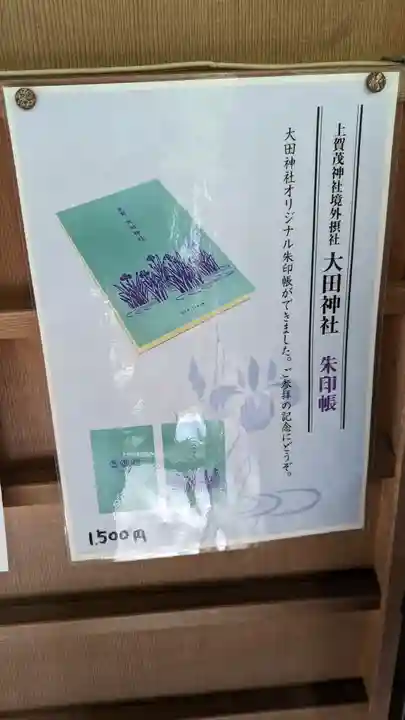 上賀茂神社境外摂社 大田神社 朱印帳
大田神社オリジナル朱印帳ができました。ご参拝の記念にどうぞ。
1,500円